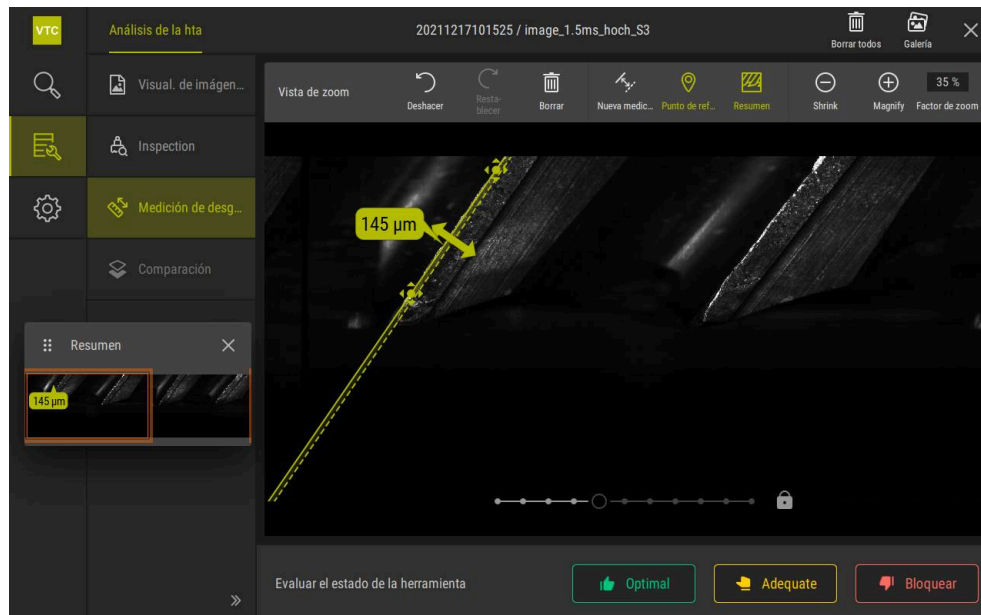 VTC
Análisis de la hta
20211217101525 / image_1.5ms_hoch_S3
Borrar todos
Galería
Visual. de imágen...
Inspection
Medición de desg...
Comparación
Vista de zoom
Deshacer
Resta-
blecer
Borrar
Nueva medic...
Punto de ref...
Resumen
Shrink
Magnify
35 %
Factor de zoom
145 μm
Resumen
145 μm
Evaluar el estado de la herramienta
Optimal
Adequate
Bloquear